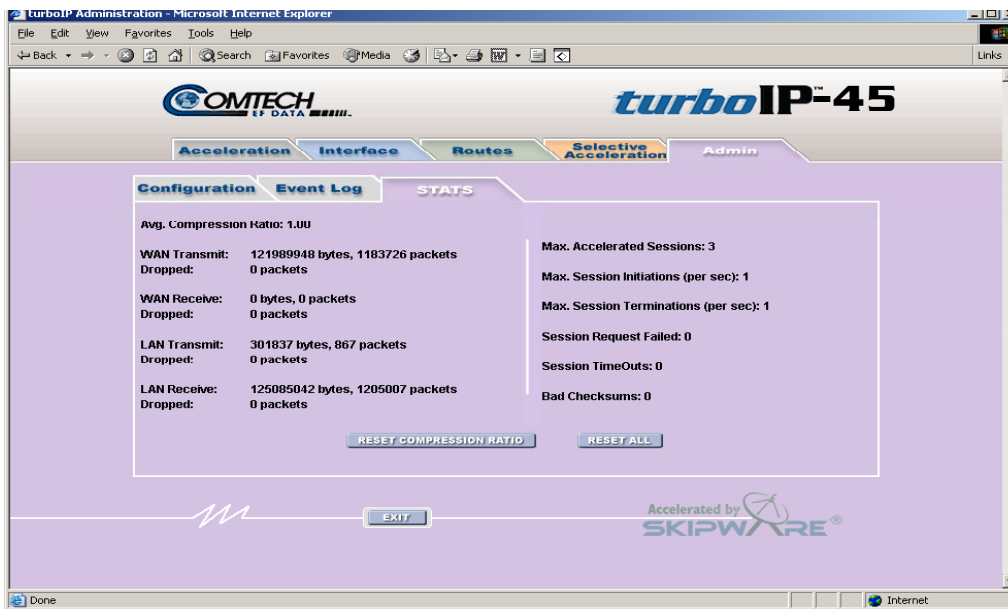 turboIP Administration - Microsoft Internet Explorer
File Edit View Favorites Tools Help
Back Search Favorites Media Links
COMTECH
EF DATA
turboIP™-45
Acceleration Interface Routes Selective Acceleration Admin
Configuration Event Log STATS
Avg. Compression Ratio: 1.00
WAN Transmit: 121989948 bytes, 1183726 packets
Dropped: 0 packets
WAN Receive: 0 bytes, 0 packets
Dropped: 0 packets
LAN Transmit: 301837 bytes, 867 packets
Dropped: 0 packets
LAN Receive: 125085042 bytes, 1205007 packets
Dropped: 0 packets
Max. Accelerated Sessions: 3
Max. Session Initiations (per sec): 1
Max. Session Terminations (per sec): 1
Session Request Failed: 0
Session TimeOuts: 0
Bad Checksums: 0
RESET COMPRESSION RATIO RESET ALL
EXIT
Accelerated by
SKIPWARE®
Done Internet